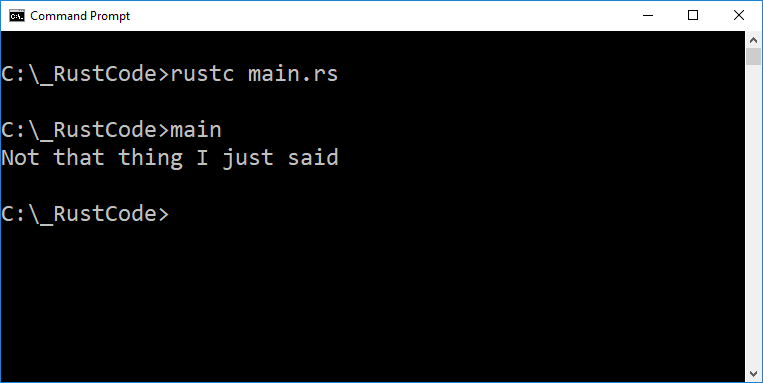 Command Prompt
C:\_RustCode>rustc main.rs
C:\_RustCode>main
Not that thing I just said
C:\_RustCode>